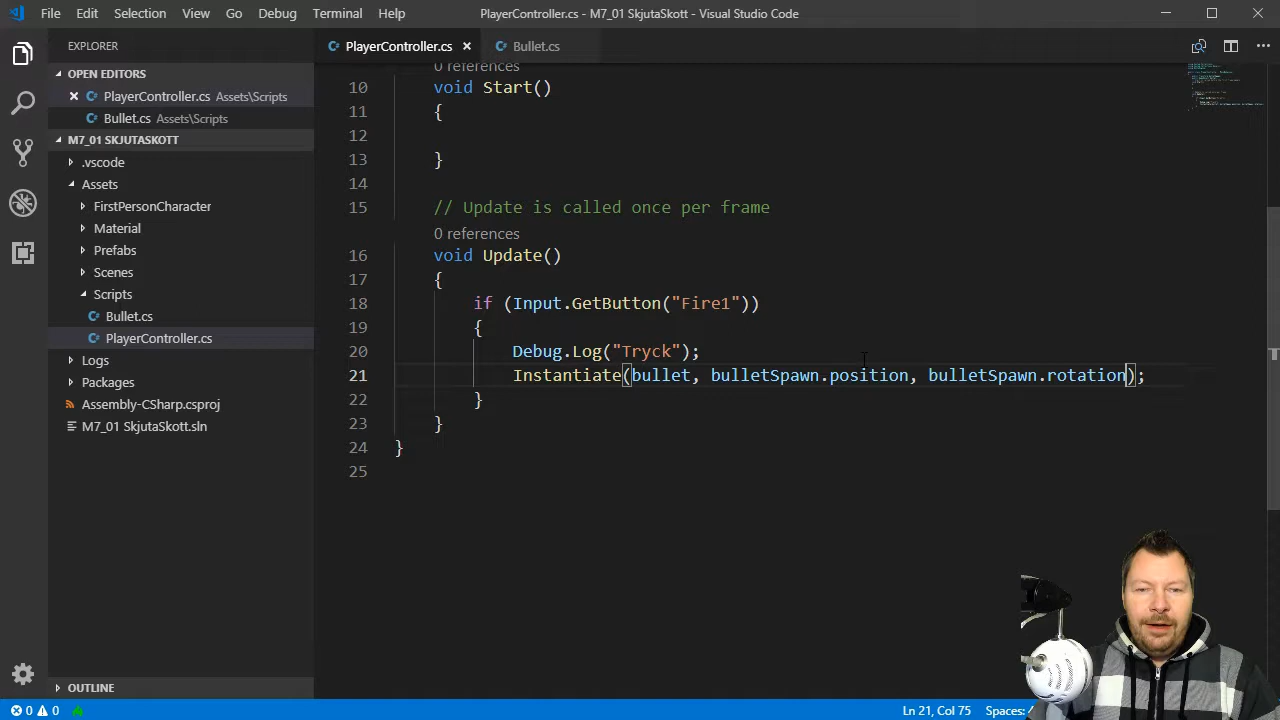 File Edit Selection View Go Debug Terminal Help PlayerController.cs - M7_01 SkjutaSkott - Visual Studio Code
EXPLORER
OPEN EDITORS
PlayerController.cs Assets\Scripts
Bullet.cs Assets\Scripts
M7_01 SKJUTASKOTT
.vscode
Assets
FirstPersonCharacter
Material
Prefabs
Scenes
Scripts
Bullet.cs
PlayerController.cs
Logs
Packages
Assembly-CSharp.csproj
M7_01 SkjutaSkott.sln
OUTLINE
PlayerController.cs Bullet.cs
0 references
10 void Start()
11 {
12
13 }
14
15 // Update is called once per frame
0 references
16 void Update()
17 {
18 if (Input.GetButton("Fire1"))
19 {
20 Debug.Log("Tryck");
21 Instantiate(bullet, bulletSpawn.position, bulletSpawn.rotation);
22 }
23 }
24 }
25
0 0 Ln 21, Col 75 Spaces: